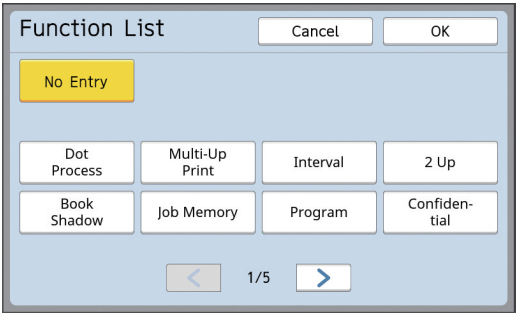 Function List
Cancel
OK
No Entry
Dot
Process
Multi-Up
Print
Interval
2 Up
Book
Shadow
Job Memory
Program
Confiden-
tial
1/5